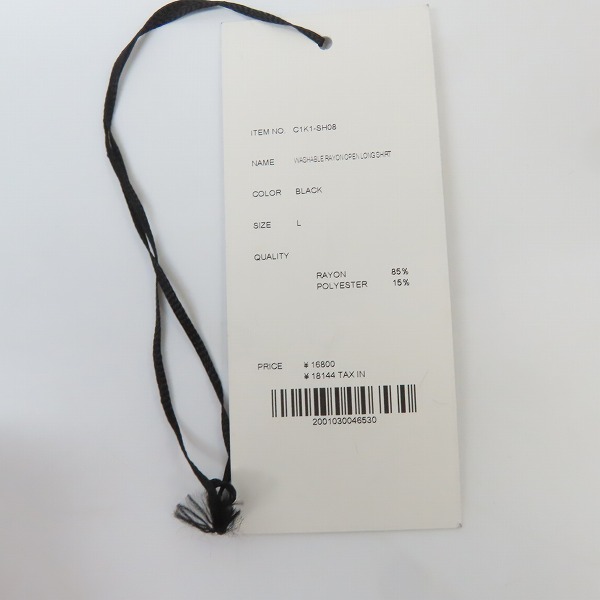 ITEM NO. C1K1-SH08
NAME WASHABLE RAYON OPEN LONG SHIRT
COLOR BLACK
SIZE L
QUALITY
RAYON 85%
POLYESTER 15%
PRICE ¥ 16800
¥ 18144 TAX IN
2001030046530